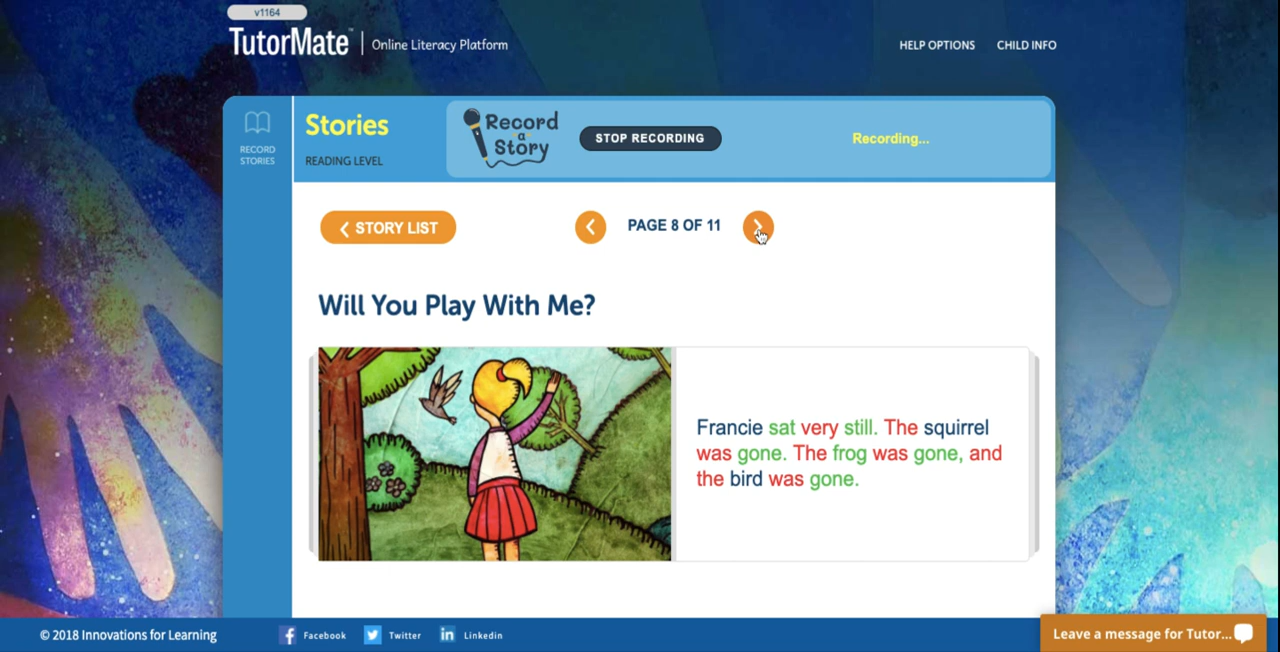 v1164
TutorMate™ | Online Literacy Platform
HELP OPTIONS
CHILD INFO
RECORD
STORIES
Stories
READING LEVEL
Record
a
Story
STOP RECORDING
Recording...
STORY LIST
PAGE 8 OF 11
Will You Play With Me?
Francie sat very still. The squirrel
was gone. The frog was gone, and
the bird was gone.
© 2018 Innovations for Learning
Facebook
Twitter
Linkedin
Leave a message for Tutor...